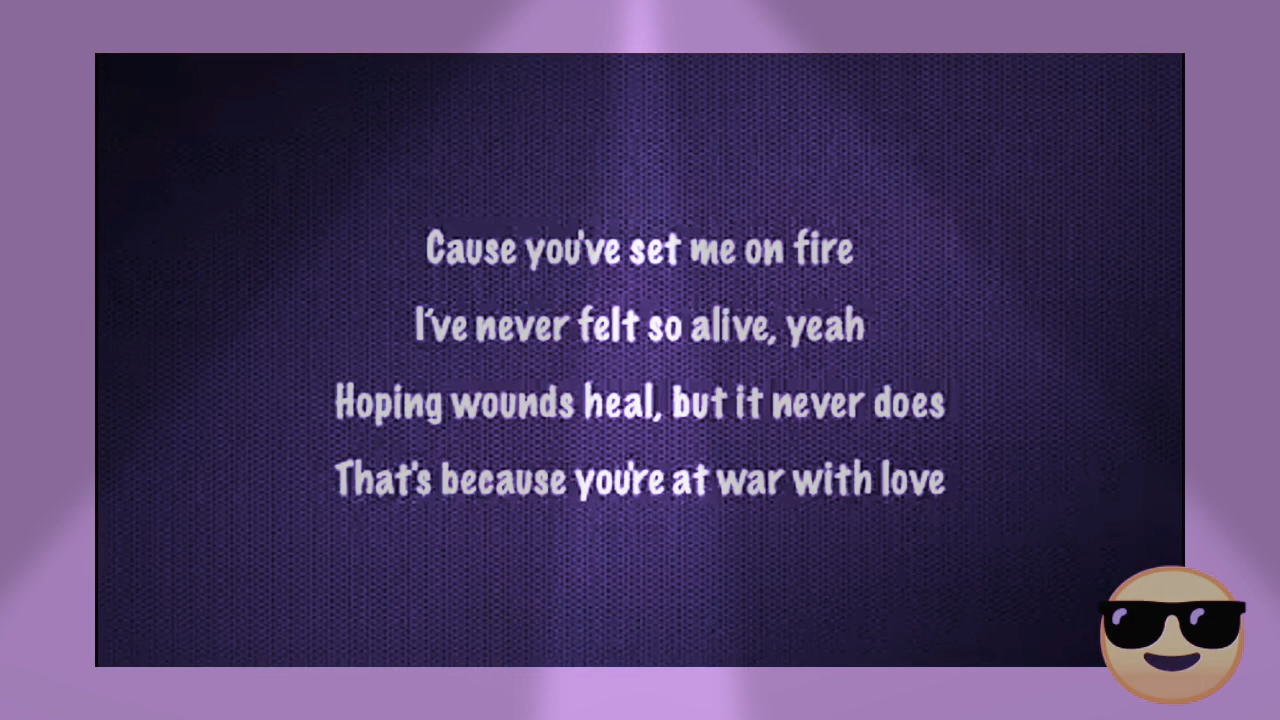 Cause you've set me on fire
I've never felt so alive, yeah
Hoping wounds heal, but it never does
That's because you're at war with love